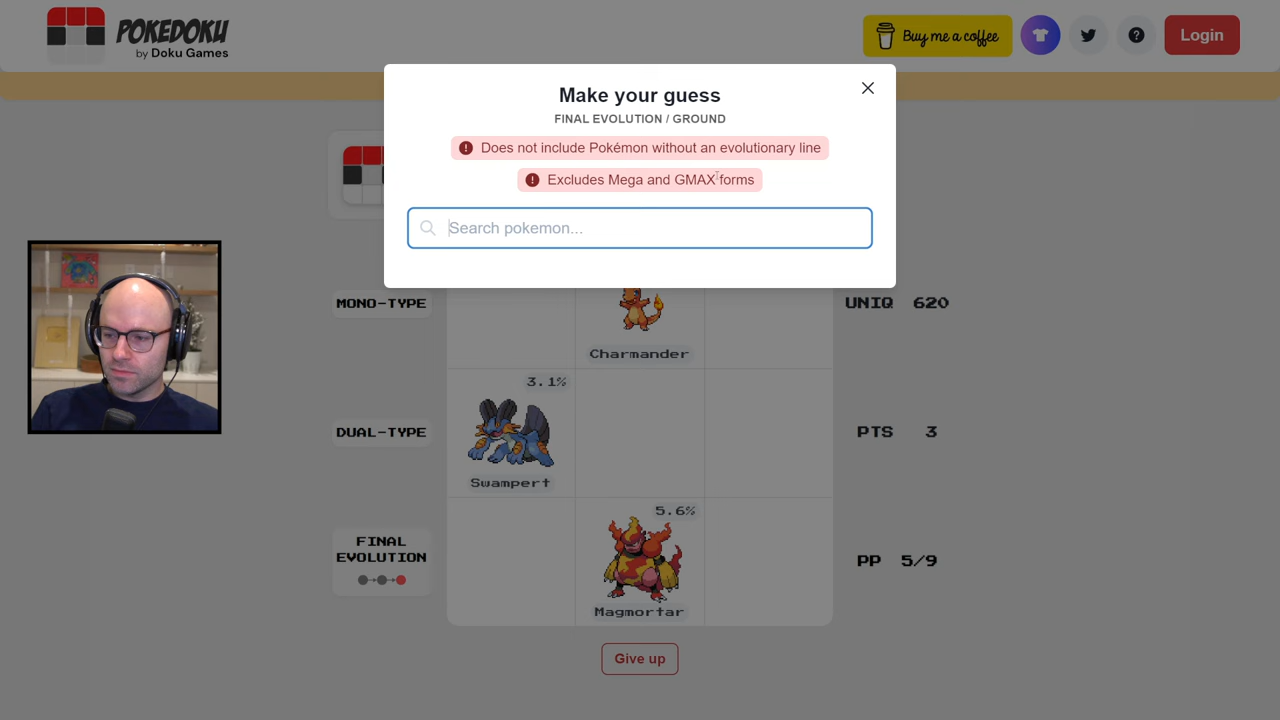 POKEDOKU
by Doku Games
Buy me a coffee
Login
Make your guess
FINAL EVOLUTION / GROUND
Does not include Pokémon without an evolutionary line
Excludes Mega and GMAX forms
Search pokemon...
MONO-TYPE
Charmander
UNIQ 620
3.1%
DUAL-TYPE
Swampert
PTS 3
FINAL
EVOLUTION
5.6%
Magmortar
PP 5/9
Give up